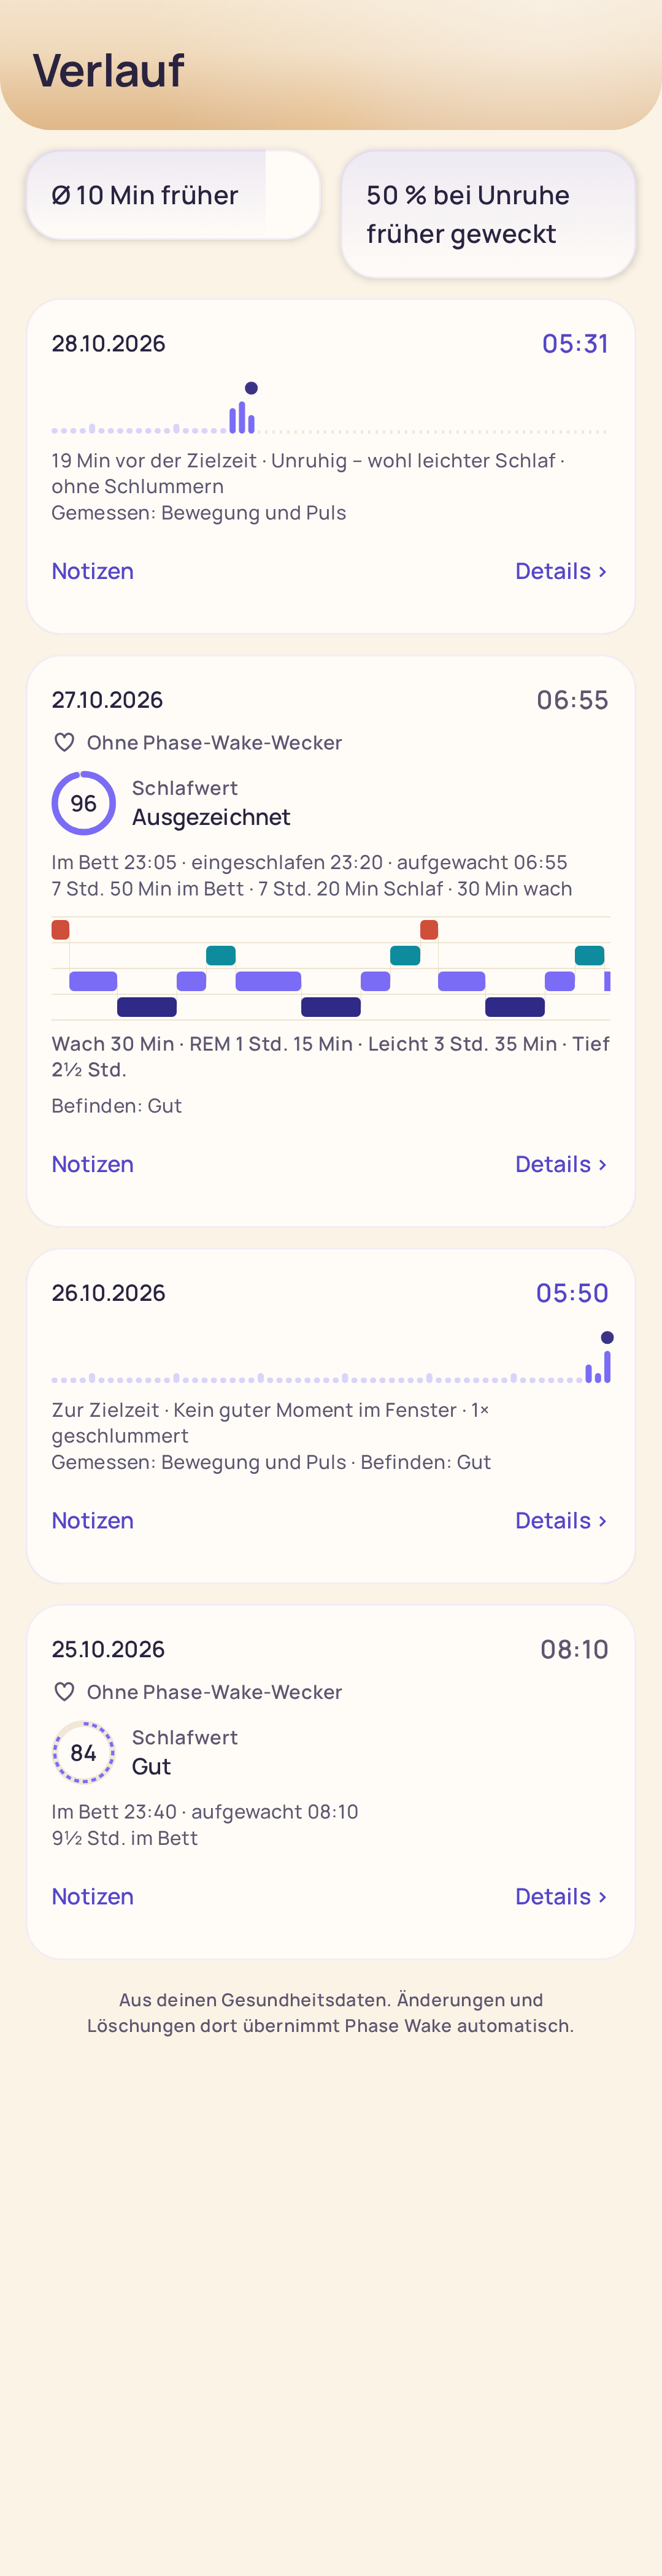 Verlauf
Ø 10 Min früher
50 % bei Unruhe
früher geweckt
28.10.2026
05:31
19 Min vor der Zielzeit · Unruhig – wohl leichter Schlaf ·
ohne Schlummern
Gemessen: Bewegung und Puls
Notizen
Details ›
27.10.2026
06:55
Ohne Phase-Wake-Wecker
96
Schlafwert
Ausgezeichnet
Im Bett 23:05 · eingeschlafen 23:20 · aufgewacht 06:55
7 Std. 50 Min im Bett · 7 Std. 20 Min Schlaf · 30 Min wach
Wach 30 Min · REM 1 Std. 15 Min · Leicht 3 Std. 35 Min · Tief
2½ Std.
Befinden: Gut
Notizen
Details ›
26.10.2026
05:50
Zur Zielzeit · Kein guter Moment im Fenster · 1×
geschlummert
Gemessen: Bewegung und Puls · Befinden: Gut
Notizen
Details ›
25.10.2026
08:10
Ohne Phase-Wake-Wecker
84
Schlafwert
Gut
Im Bett 23:40 · aufgewacht 08:10
9½ Std. im Bett
Notizen
Details ›
Aus deinen Gesundheitsdaten. Änderungen und
Löschungen dort übernimmt Phase Wake automatisch.